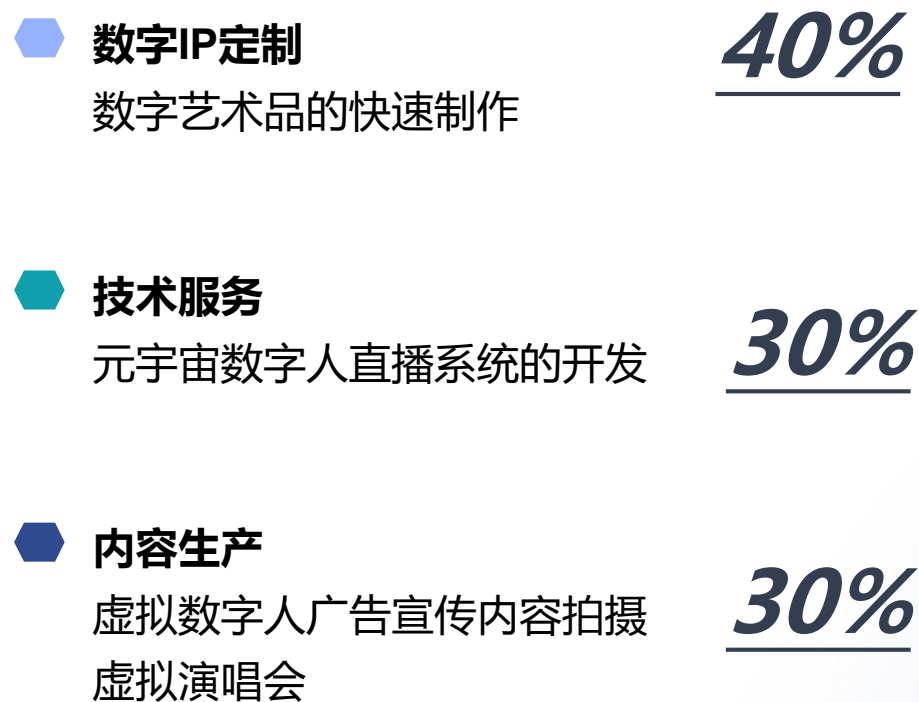 数字IP定制
40%
数字艺术品的快速制作
技术服务
30%
元宇宙数字人直播系统的开发
内容生产
30%
虚拟数字人广告宣传内容拍摄
虚拟演唱会